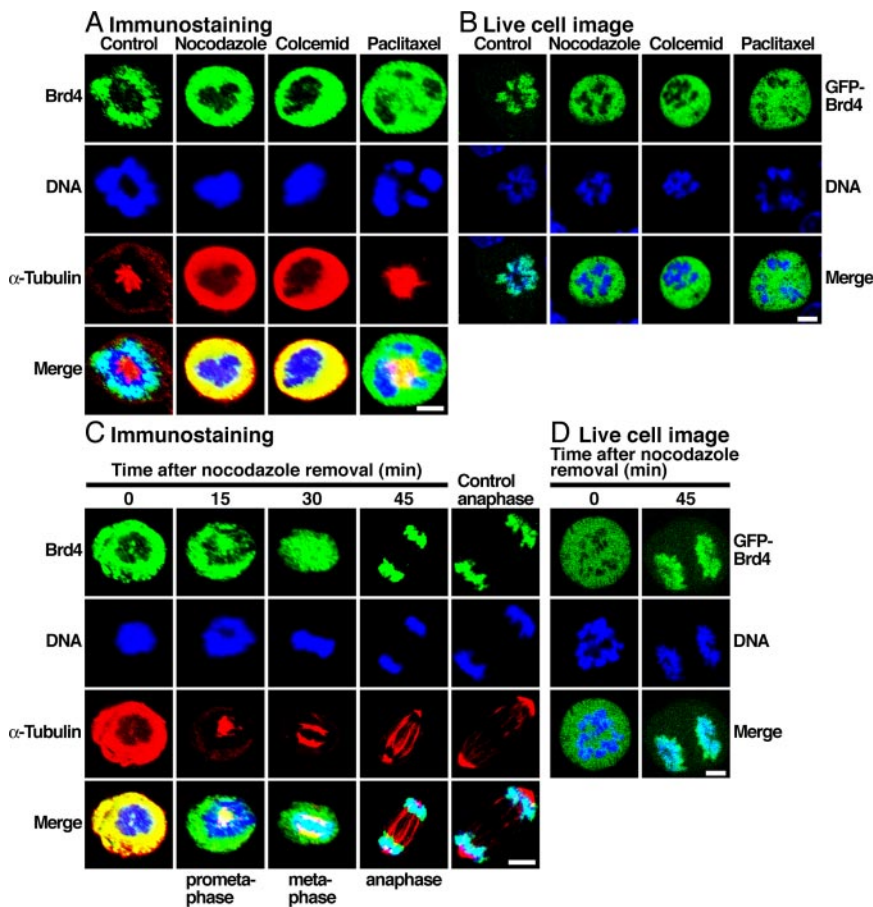 A Immunostaining
Control Nocodazole Colcemid Paclitaxel
Brd4
DNA
α-Tubulin
Merge
B Live cell image
Control Nocodazole Colcemid Paclitaxel
GFP-
Brd4
DNA
Merge
C Immunostaining
Time after nocodazole removal (min)
Control
anaphase
0 15 30 45
Brd4
DNA
α-Tubulin
Merge
prometa-
phase
meta-
phase
anaphase
D Live cell image
Time after nocodazole
removal (min)
0 45
GFP-
Brd4
DNA
Merge